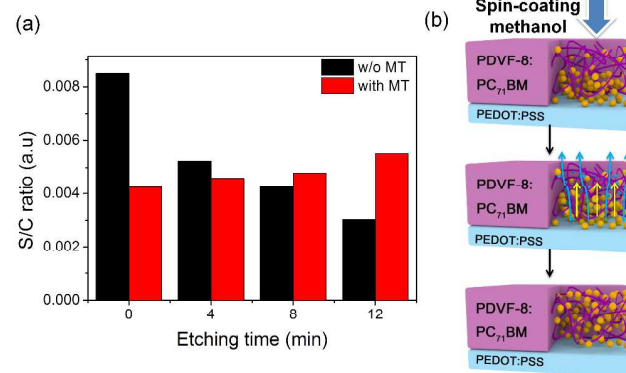 (a)
S/C ratio (a.u)
0.008
0.006
0.004
0.002
0.000
w/o MT
with MT
0 4 8 12
Etching time (min)
(b)
Spin-coating
methanol
PDVF-8:
PC71BM
PEDOT:PSS
PDVF-8:
PC71BM
PEDOT:PSS
PDVF-8:
PC71BM
PEDOT:PSS